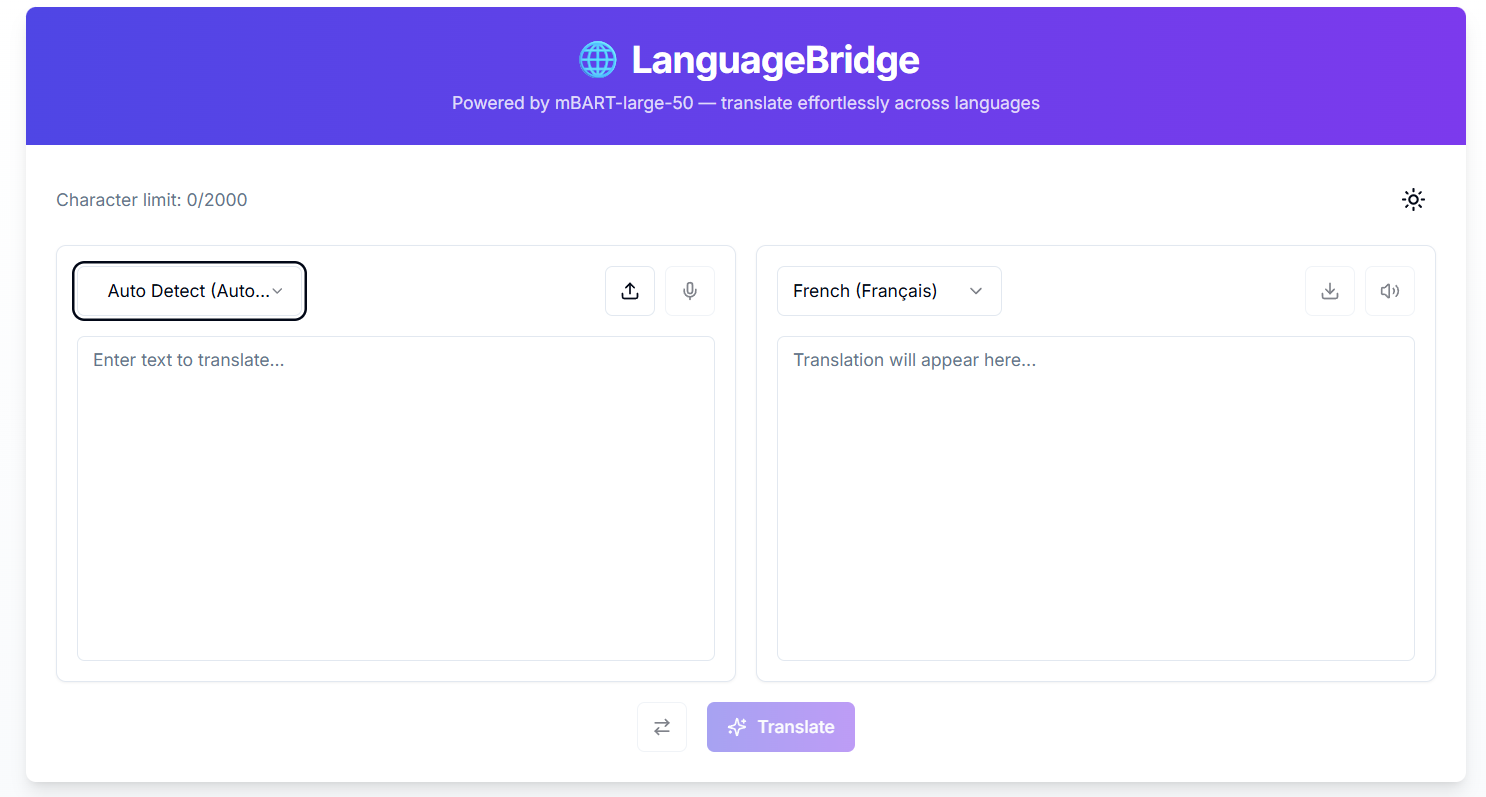 🌐 LanguageBridge
Powered by mBART-large-50 — translate effortlessly across languages
Character limit: 0/2000
Auto Detect (Auto...
French (Français)
Enter text to translate...
Translation will appear here...
Translate